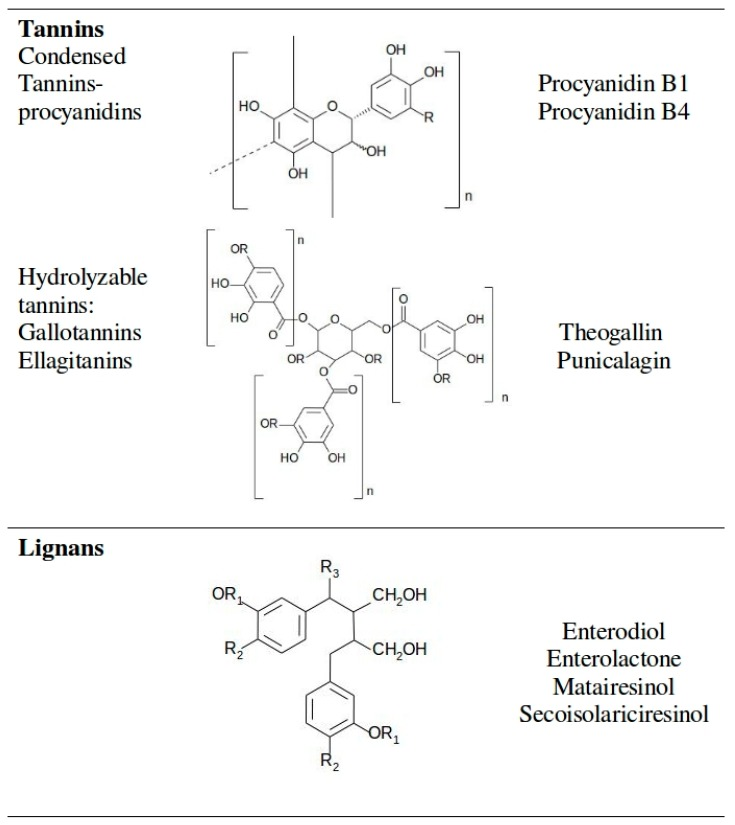 Tannins
Condensed
Tannins-
procyanidins
OH
OH
HO
O
R
OH
OH
n
Procyanidin B1
Procyanidin B4
Hydrolyzable
tannins:
Gallotannins
Ellagitanins
n
OR
HO
HO
O
O
O
O
O
OH
OH
OR
n
OR
OR
O
O
OR
HO
OH
n
Theogallin
Punicalagin
Lignans
R3
OR1
CH2OH
R2
CH2OH
OR1
R2
Enterodiol
Enterolactone
Matairesinol
Secoisolariciresinol